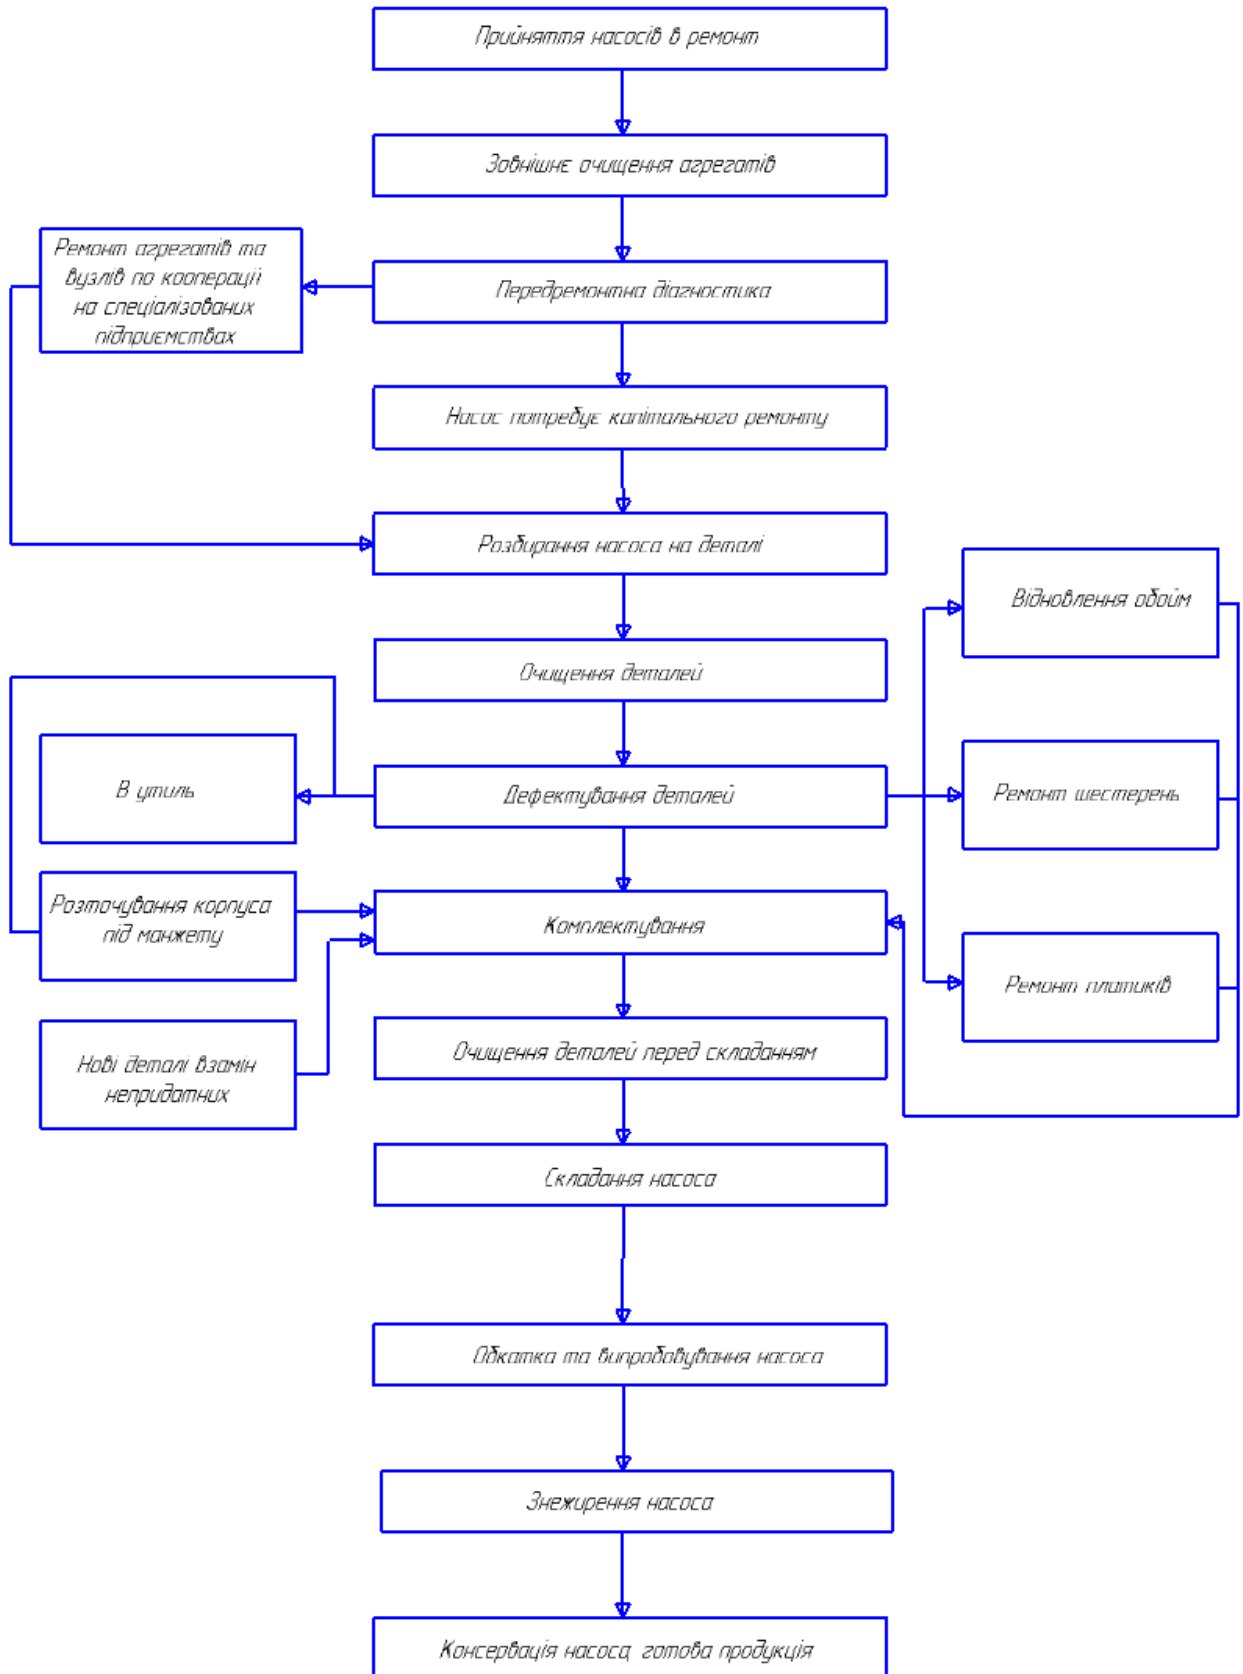 Прийняття насосів в ремонт
Зовнішнє очищення агрегатів
Ремонт агрегатів та
вузлів по кооперації
на спеціалізованих
підприємствах
Передремонтна діагностика
Насос потребує капітального ремонту
Розбирання насоса на деталі
Відновлення обойм
Очищення деталей
В утиль
Дефектування деталей
Ремонт шестерень
Розточування корпуса
під манжету
Комплектування
Ремонт платиків
Нові деталі взамін
непридатних
Очищення деталей перед складанням
Складання насоса
Обкатка та випробовування насоса
Знежирення насоса
Консервація насоса, готова продукція